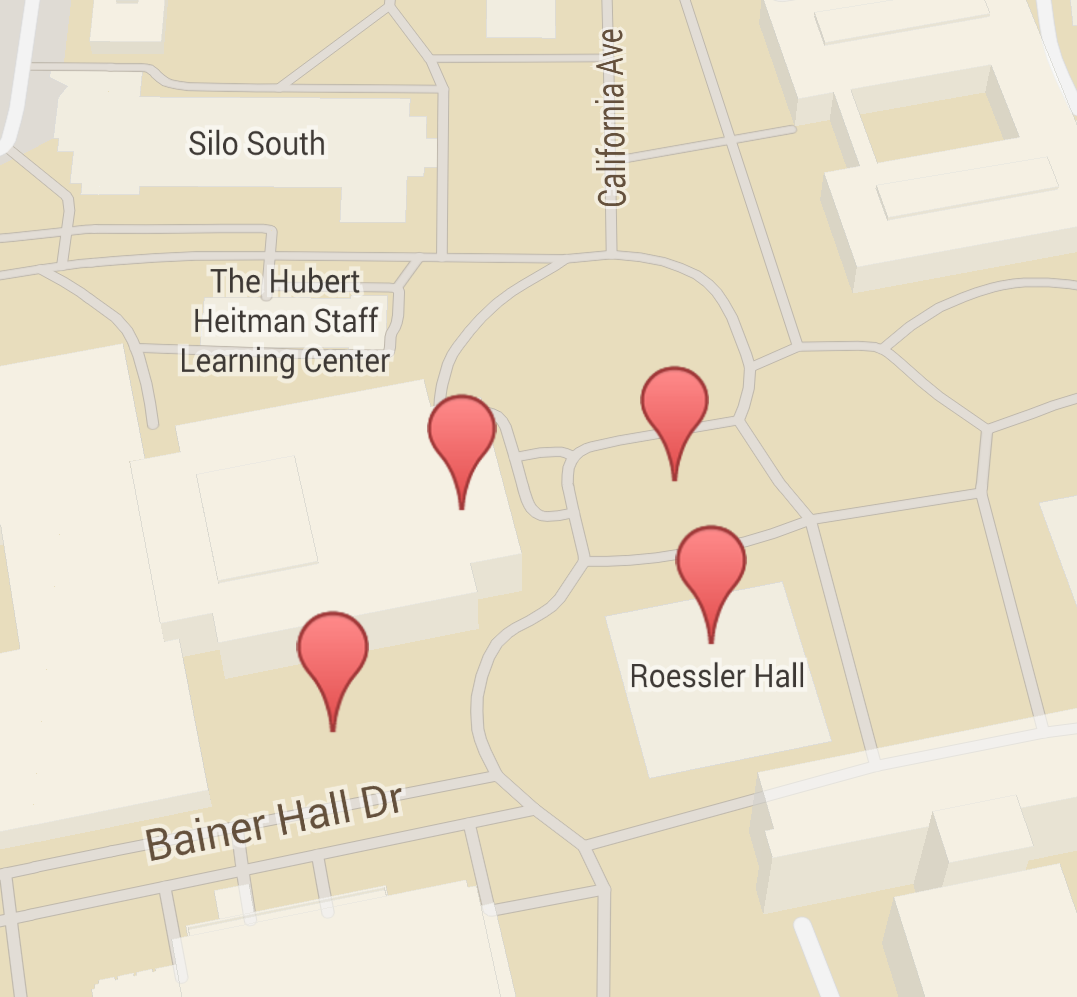 California Ave
Silo South
The Hubert
Heitman Staff
Learning Center
Roessler Hall
Bainer Hall Dr